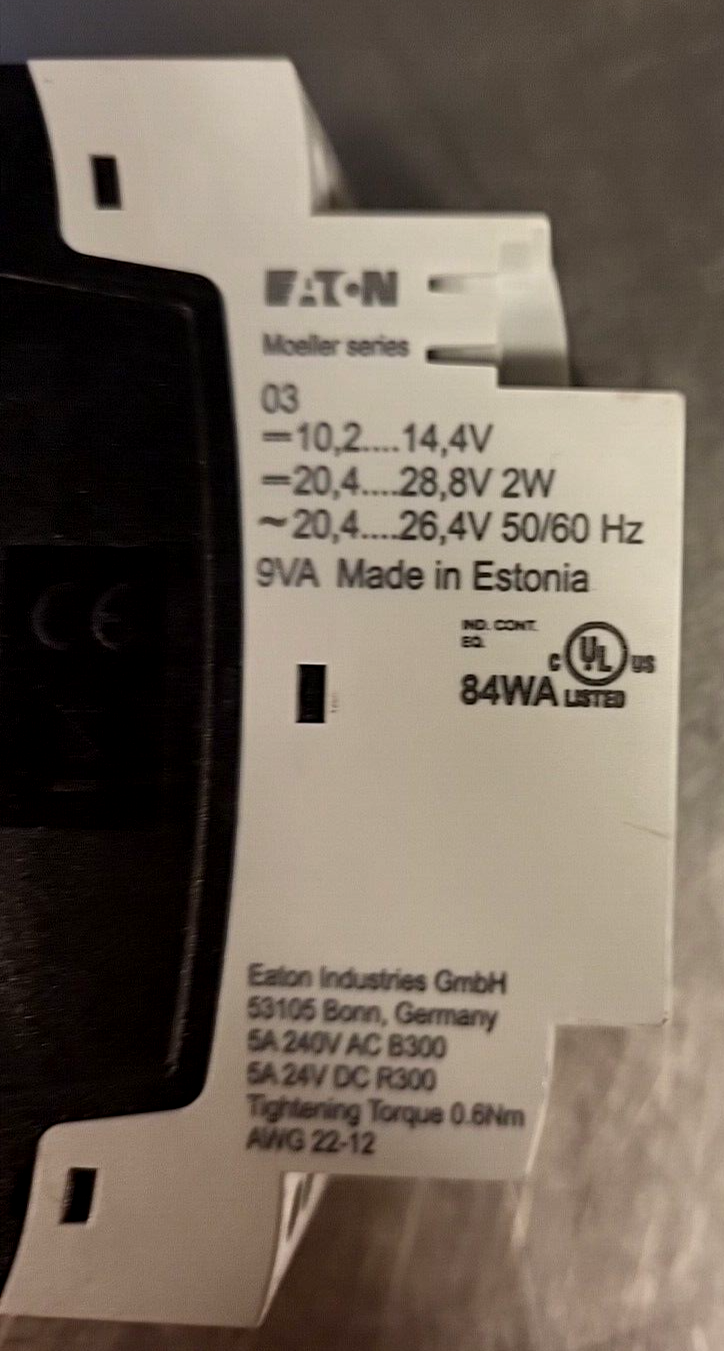 EATON
Moeller series
03
⎓10,2....14,4V
⎓20,4....28,8V 2W
~20,4....26,4V 50/60 Hz
9VA Made in Estonia
IND. CONT.
EQ.
C UL US
84WA LISTED
CE
Eaton Industries GmbH
53105 Bonn, Germany
5A 240V AC B300
5A 24V DC R300
Tightening Torque 0.6Nm
AWG 22-12